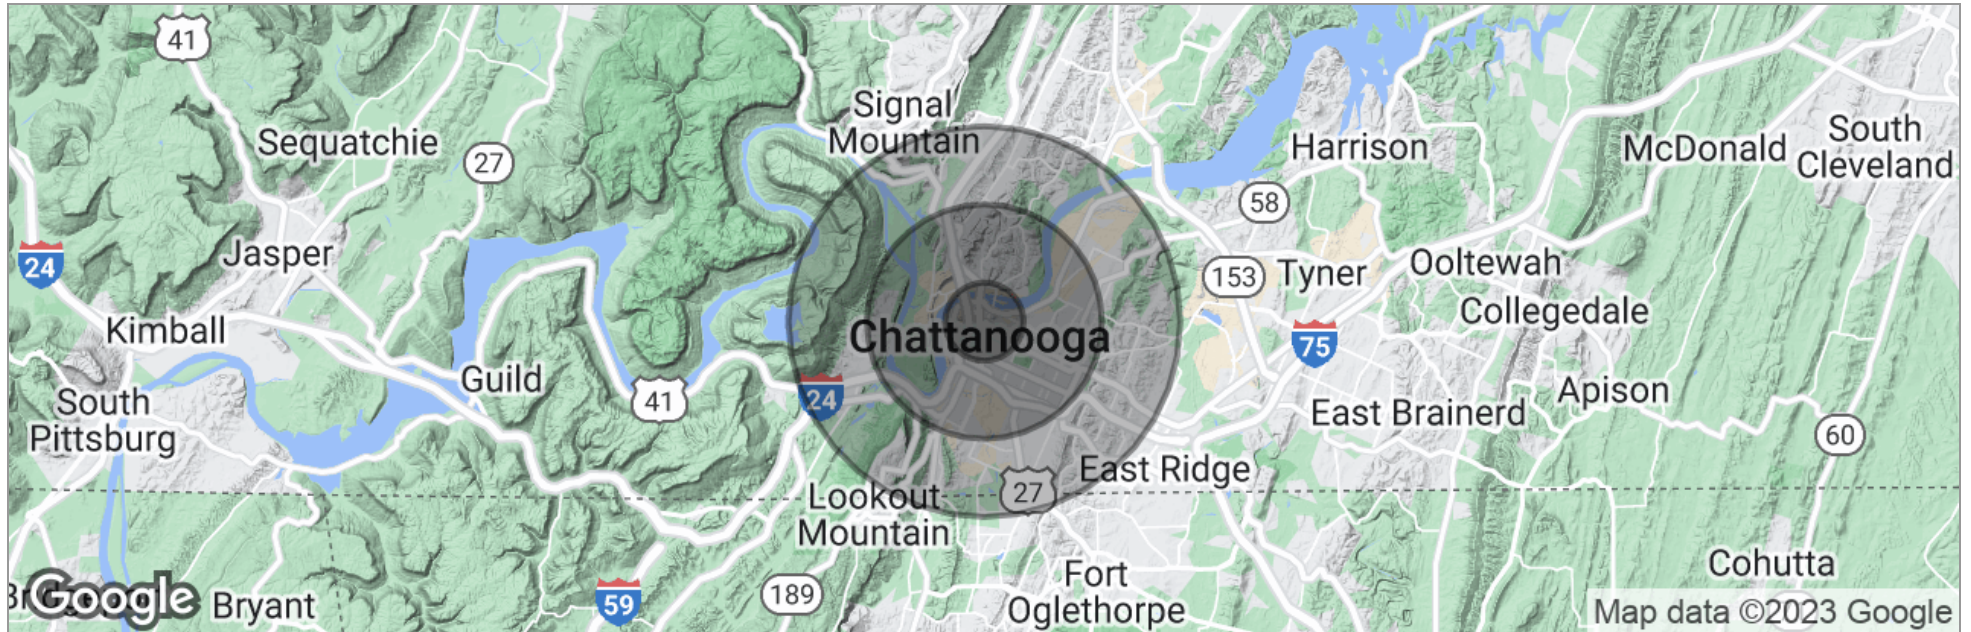 41
Signal
Mountain
Sequatchie
27
Harrison
McDonald
South
Cleveland
58
Jasper
24
153
Tyner
Ooltewah
Collegedale
Kimball
Chattanooga
75
Guild
41
24
South
Pittsburg
East Brainerd
Apison
60
East Ridge
27
Lookout
Mountain
Cohutta
Fort
Oglethorpe
189
59
Google
Bryant
Map data ©2023 Google